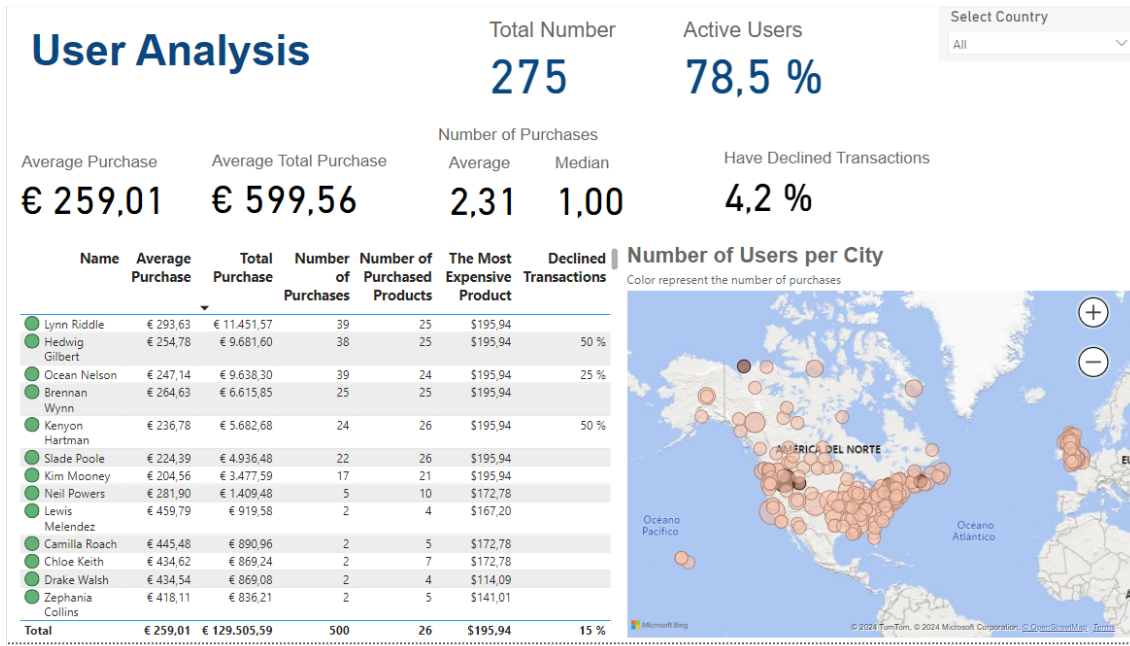 User Analysis
Total Number
275
Active Users
78,5 %
Select Country
All
Average Purchase
€ 259,01
Average Total Purchase
€ 599,56
Number of Purchases
Average
2,31
Median
1,00
Have Declined Transactions
4,2 %
Name Average Purchase Total Purchase Number of Purchases Number of Purchased Products The Most Expensive Product Declined Transactions
Lynn Riddle € 293,63 € 11.451,57 39 25 $195,94
Hedwig Gilbert € 254,78 € 9.681,60 38 25 $195,94 50 %
Ocean Nelson € 247,14 € 9.638,30 39 24 $195,94 25 %
Brennan Wynn € 264,63 € 6.615,85 25 25 $195,94
Kenyon Hartman € 236,78 € 5.682,68 24 26 $195,94 50 %
Slade Poole € 224,39 € 4.936,48 22 26 $195,94
Kim Mooney € 204,56 € 3.477,59 17 21 $195,94
Neil Powers € 281,90 € 1.409,48 5 10 $172,78
Lewis Melendez € 459,79 € 919,58 2 4 $167,20
Camilla Roach € 445,48 € 890,96 2 5 $172,78
Chloe Keith € 434,62 € 869,24 2 7 $172,78
Drake Walsh € 434,54 € 869,08 2 4 $114,09
Zephania Collins € 418,11 € 836,21 2 5 $141,01
Total € 259,01 € 129.505,59 500 26 $195,94 15 %
Number of Users per City
Color represent the number of purchases
AMÉRICA DEL NORTE
Océano Pacífico
Océano Atlántico
Microsoft Bing
© 2024 TomTom, © 2024 Microsoft Corporation, © OpenStreetMap Terms